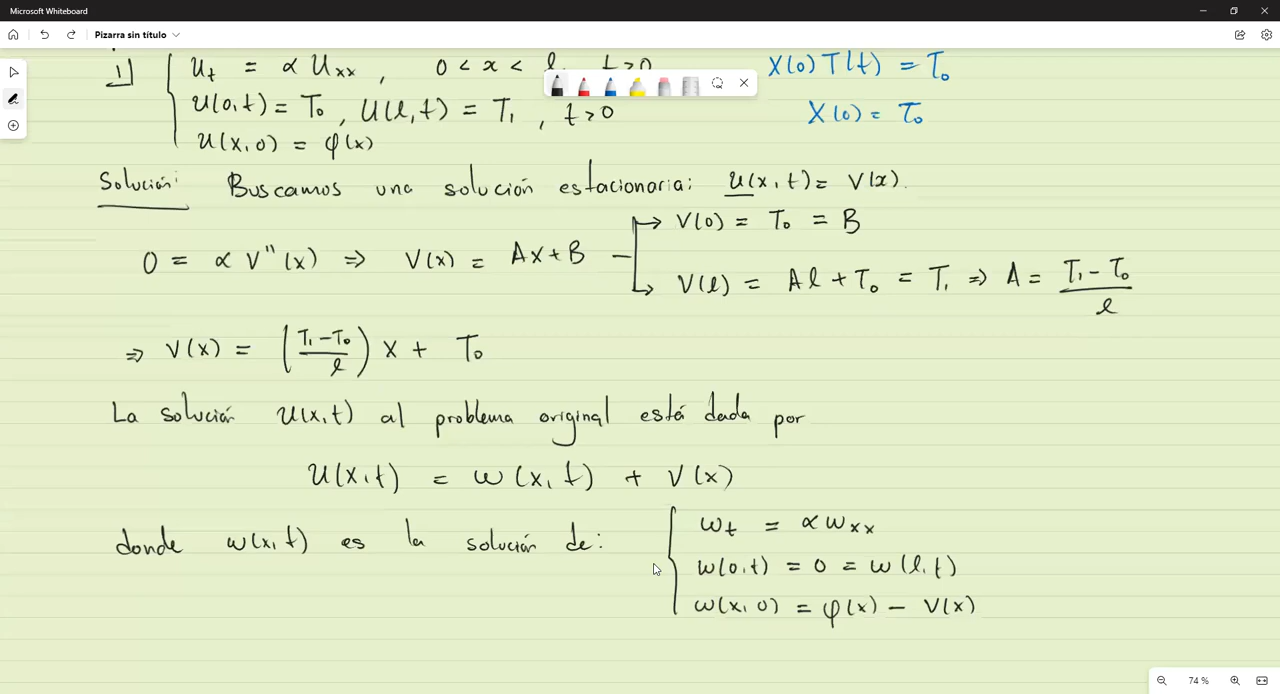 Microsoft Whiteboard
Pizarra sin título
1] u_t = α u_xx , 0 < x < l, t > 0
u(0,t) = T₀ , u(l,t) = T₁ , t > 0
u(x,0) = φ(x)
X(0) T(t) = T₀
X(0) = T₀
Solución: Buscamos una solución estacionaria: u(x,t) = v(x).
0 = α v''(x) ⇒ v(x) = Ax + B
→ v(0) = T₀ = B
→ v(l) = Al + T₀ = T₁ ⇒ A = (T₁ - T₀)/l
⇒ v(x) = ((T₁ - T₀)/l) x + T₀
La solución u(x,t) al problema original está dada por
u(x,t) = w(x,t) + v(x)
donde w(x,t) es la solución de:
w_t = α w_xx
w(0,t) = 0 = w(l,t)
w(x,0) = φ(x) - v(x)
74 %